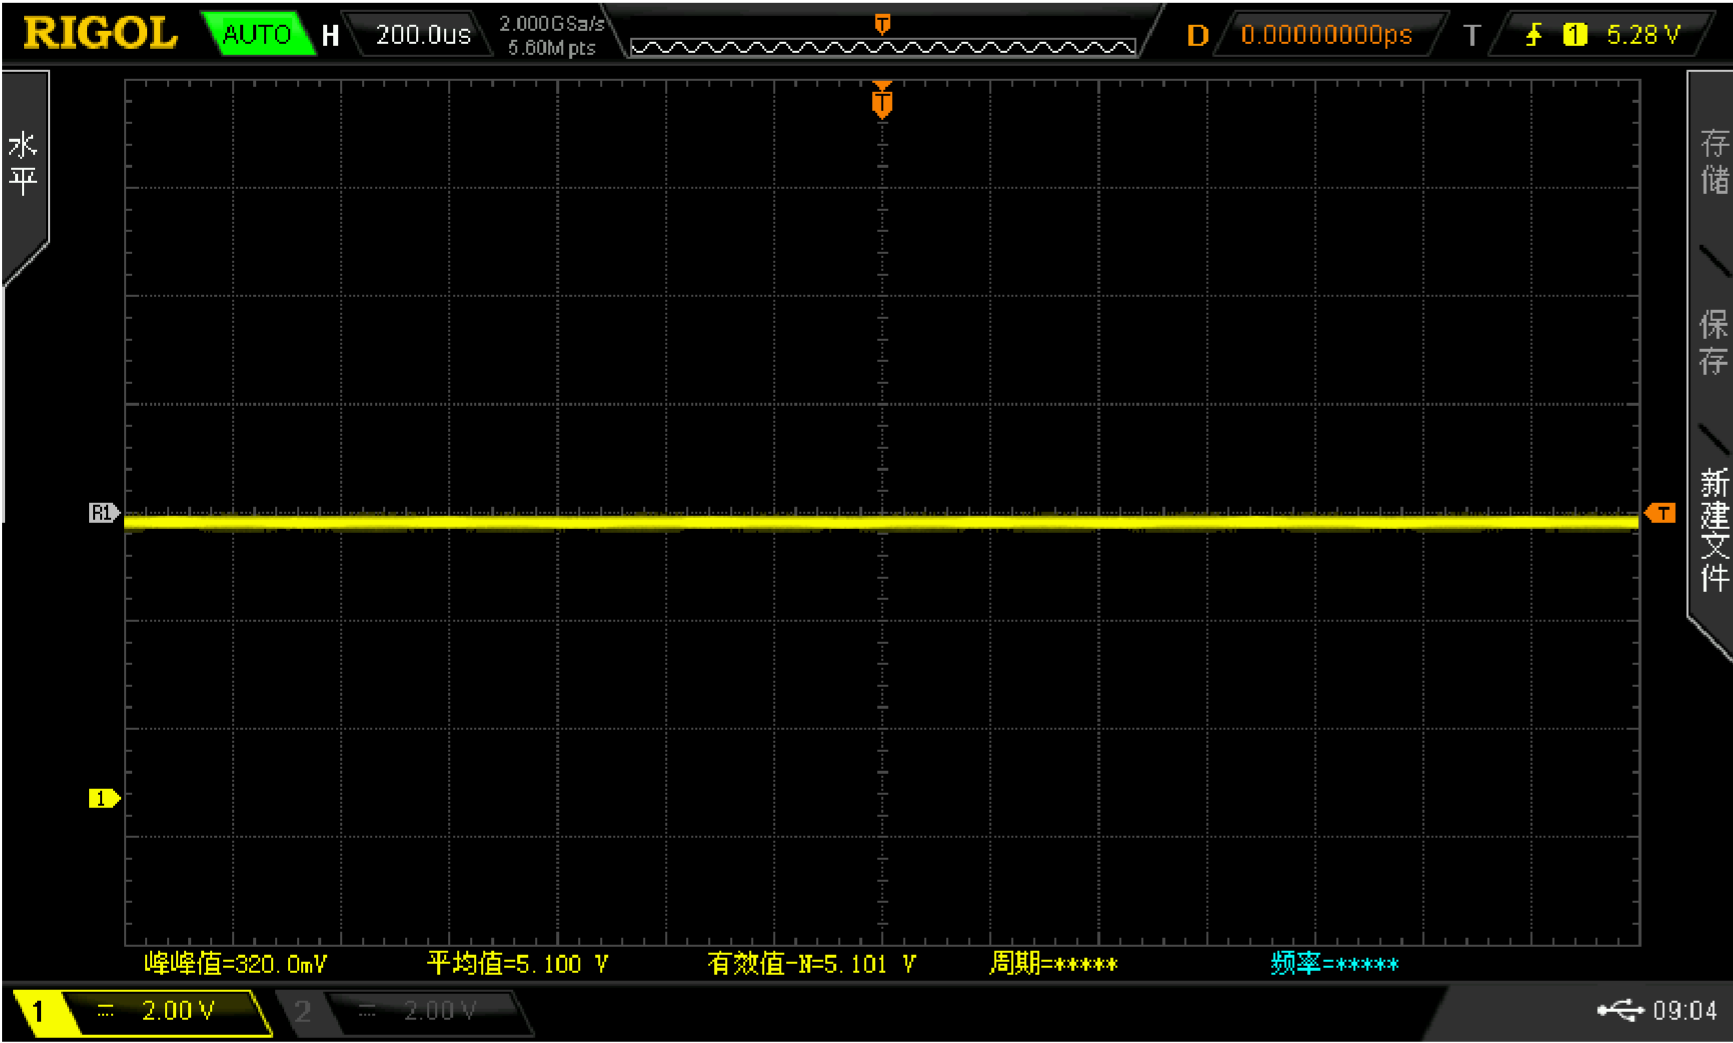 RIGOL AUTO H 200.0us 2.000GSa/s D 0.00000000ps T 1 5.28 V
5.60M pts
T
T
水平
存储
保存
新建文件
R1
T
1
峰峰值=320.0mV 平均值=5.100 V 有效值-N=5.101 V 周期=***** 频率=*****
1 2.00 V 2 2.00 V 09:04